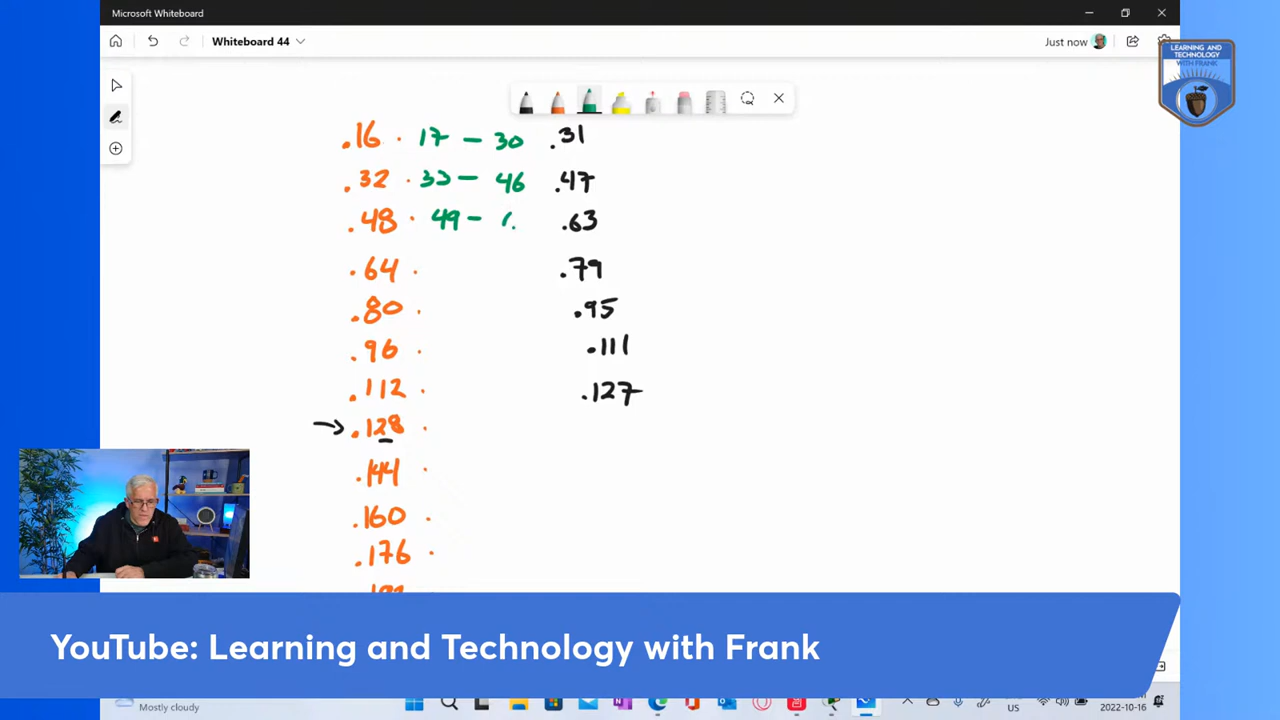 Microsoft Whiteboard
Whiteboard 44
Just now
LEARNING AND
TECHNOLOGY
WITH FRANK
.16 · 17 - 30 .31
.32 · 33 - 46 .47
.48 · 49 - .63
.64 · .79
.80 · .95
.96 · .111
.112 · .127
→ .128 ·
.144 ·
.160 ·
.176 ·
YouTube: Learning and Technology with Frank
Mostly cloudy
US
2022-10-16